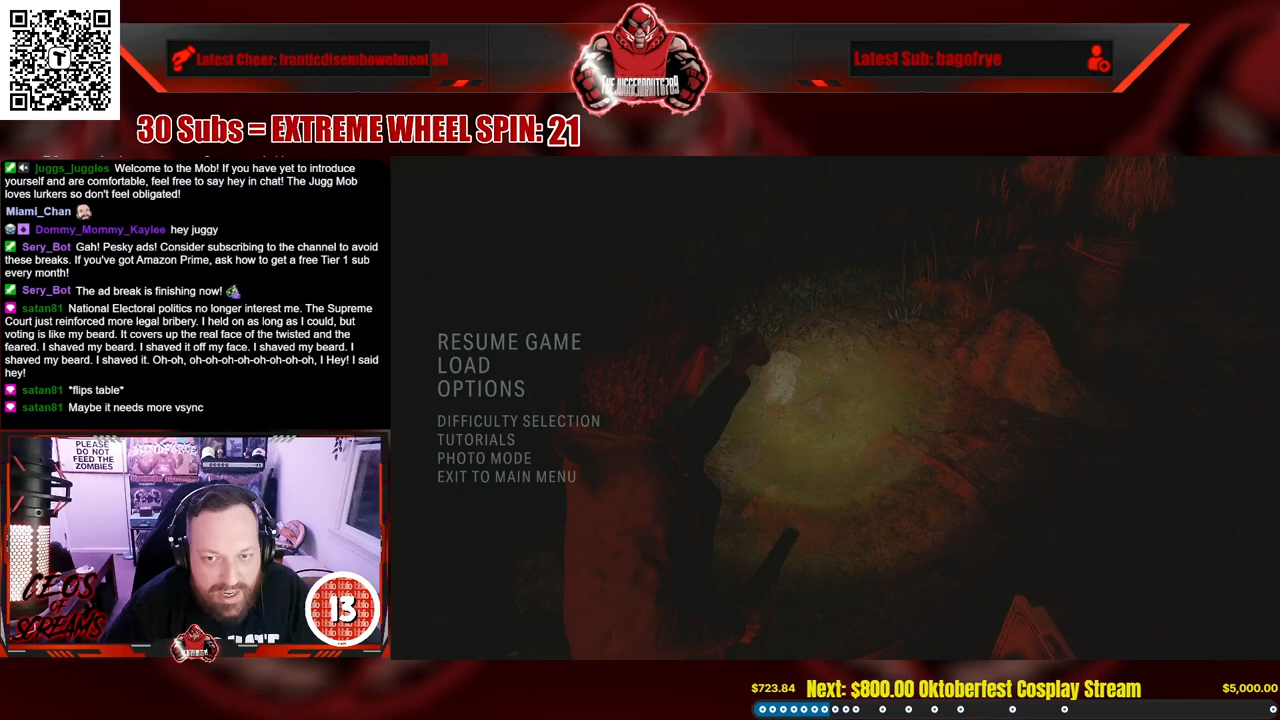 Latest Cheer: franticdisembowelment 50
Latest Sub: bagofrye
THEJUGGERNAUT6789
30 Subs = EXTREME WHEEL SPIN: 21
Juggs_Juggles Welcome to the Mob! If you have yet to introduce
yourself and are comfortable, feel free to say hey in chat! The Jugg Mob
loves lurkers so don't feel obligated!
Miami_Chan
Dommy_Mommy_Kaylee hey juggy
Sery_Bot Gah! Pesky ads! Consider subscribing to the channel to avoid
these breaks. If you've got Amazon Prime, ask how to get a free Tier 1 sub
every month!
Sery_Bot The ad break is finishing now!
satan81 National Electoral politics no longer interest me. The Supreme
Court just reinforced more legal bribery. I held on as long as I could, but
voting is like my beard. It covers up the real face of the twisted and the
feared. I shaved my beard. I shaved it off my face. I shaved my beard. I
shaved my beard. I shaved it. Oh-oh, oh-oh-oh-oh-oh-oh-oh, I Hey! I said
hey!
satan81 *flips table*
satan81 Maybe it needs more vsync
RESUME GAME
LOAD
OPTIONS
DIFFICULTY SELECTION
TUTORIALS
PHOTO MODE
EXIT TO MAIN MENU
PLEASE
DO NOT
FEED THE
ZOMBIES
CEOS
OF
SCREAMS
13
$723.84 Next: $800.00 Oktoberfest Cosplay Stream $5,000.00